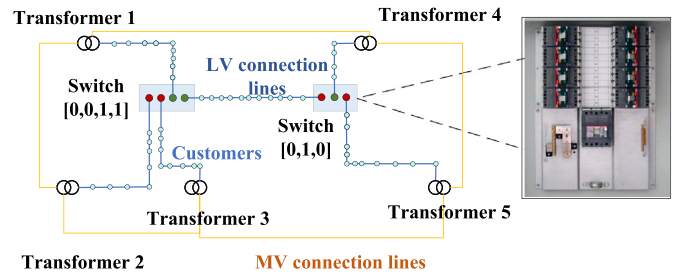 Transformer 1
Transformer 4
LV connection
lines
Switch
[0,0,1,1]
Switch
[0,1,0]
Customers
Transformer 3
Transformer 5
Transformer 2
MV connection lines